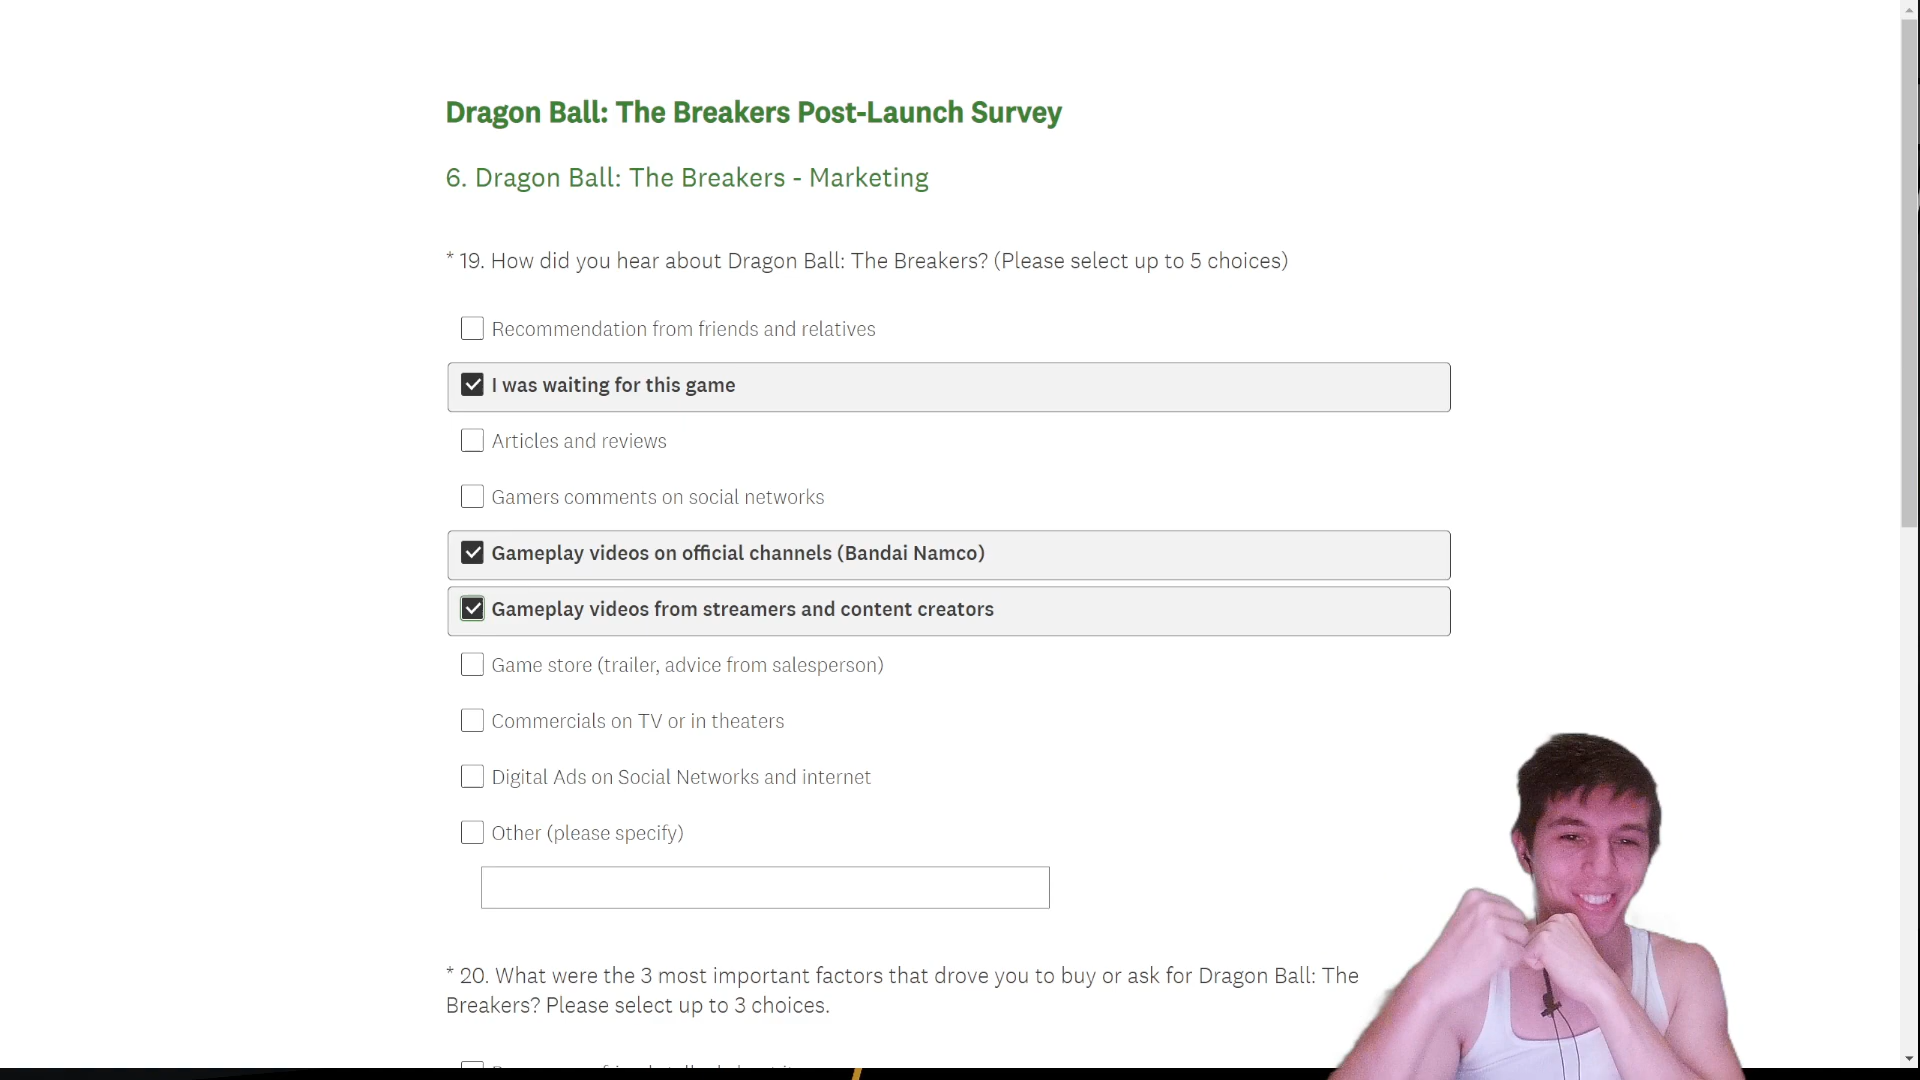 Dragon Ball: The Breakers Post-Launch Survey
6. Dragon Ball: The Breakers - Marketing
* 19. How did you hear about Dragon Ball: The Breakers? (Please select up to 5 choices)
Recommendation from friends and relatives
I was waiting for this game
Articles and reviews
Gamers comments on social networks
Gameplay videos on official channels (Bandai Namco)
Gameplay videos from streamers and content creators
Game store (trailer, advice from salesperson)
Commercials on TV or in theaters
Digital Ads on Social Networks and internet
Other (please specify)
* 20. What were the 3 most important factors that drove you to buy or ask for Dragon Ball: The
Breakers? Please select up to 3 choices.